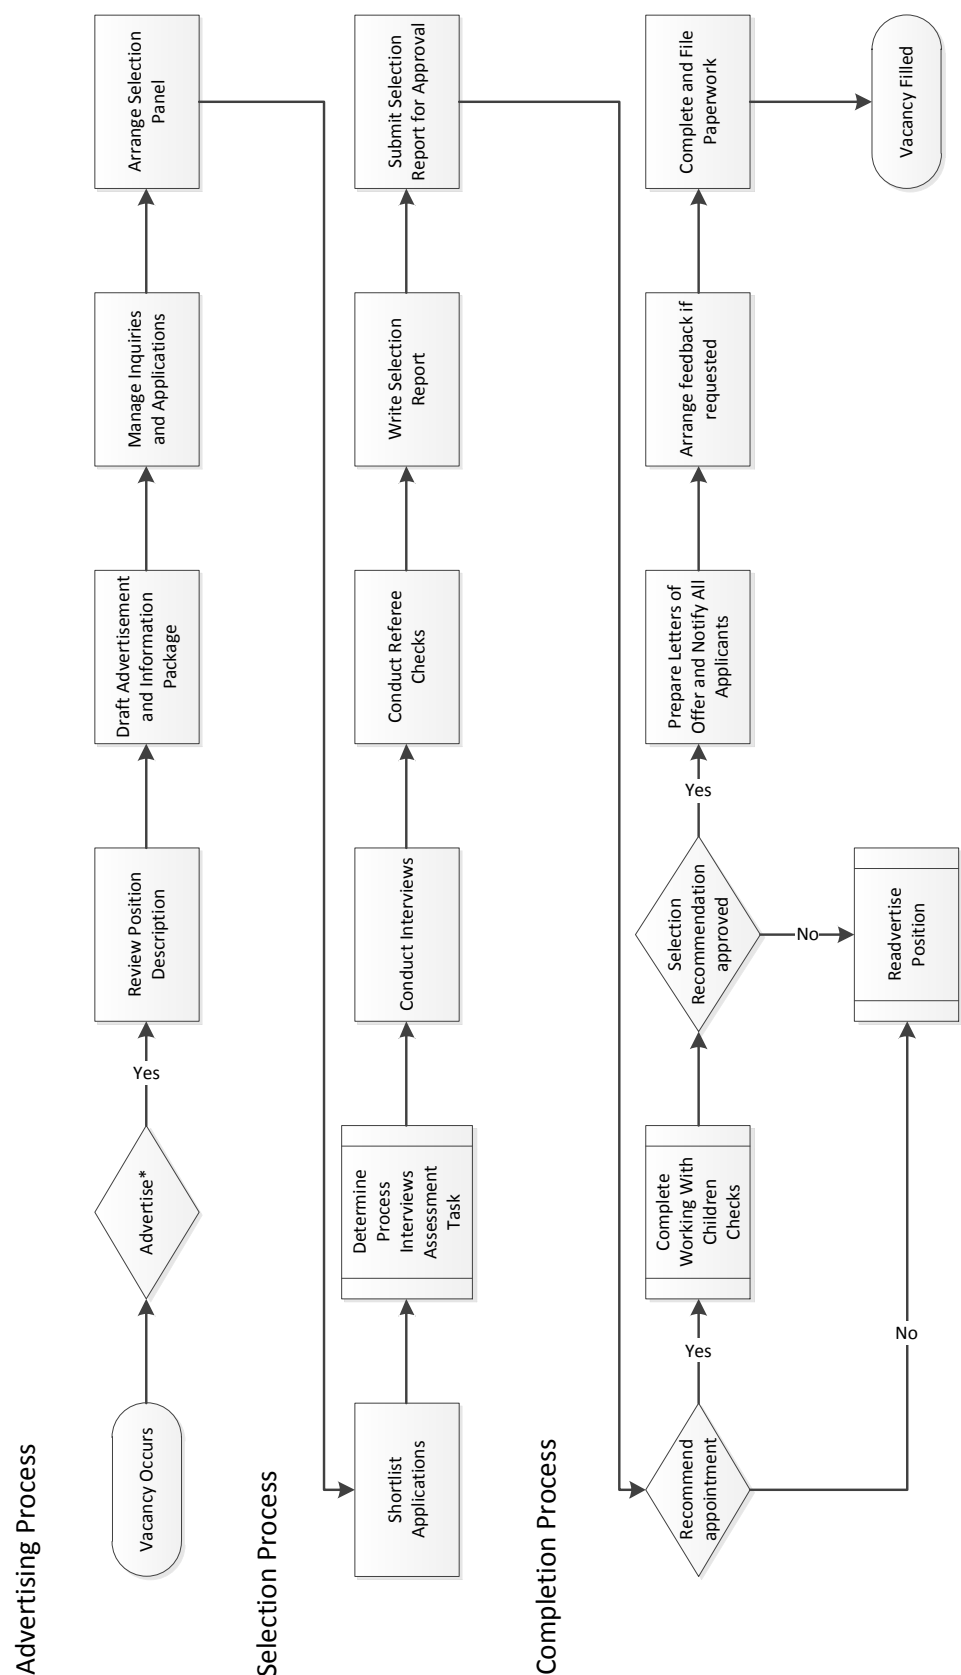 Advertising Process
Vacancy Occurs
Advertise*
Yes
Review Position
Description
Draft Advertisement
and Information
Package
Manage Inquiries
and Applications
Arrange Selection
Panel
Selection Process
Shortlist
Applications
Determine
Process
Interviews
Assessment
Task
Conduct Interviews
Conduct Referee
Checks
Write Selection
Report
Submit Selection
Report for Approval
Completion Process
Recommend
appointment
Yes
Complete
Working With
Children
Checks
Selection
Recommendation
approved
Yes
Prepare Letters of
Offer and Notify All
Applicants
Arrange feedback if
requested
Complete and File
Paperwork
No
No
Readvertise
Position
Vacancy Filled